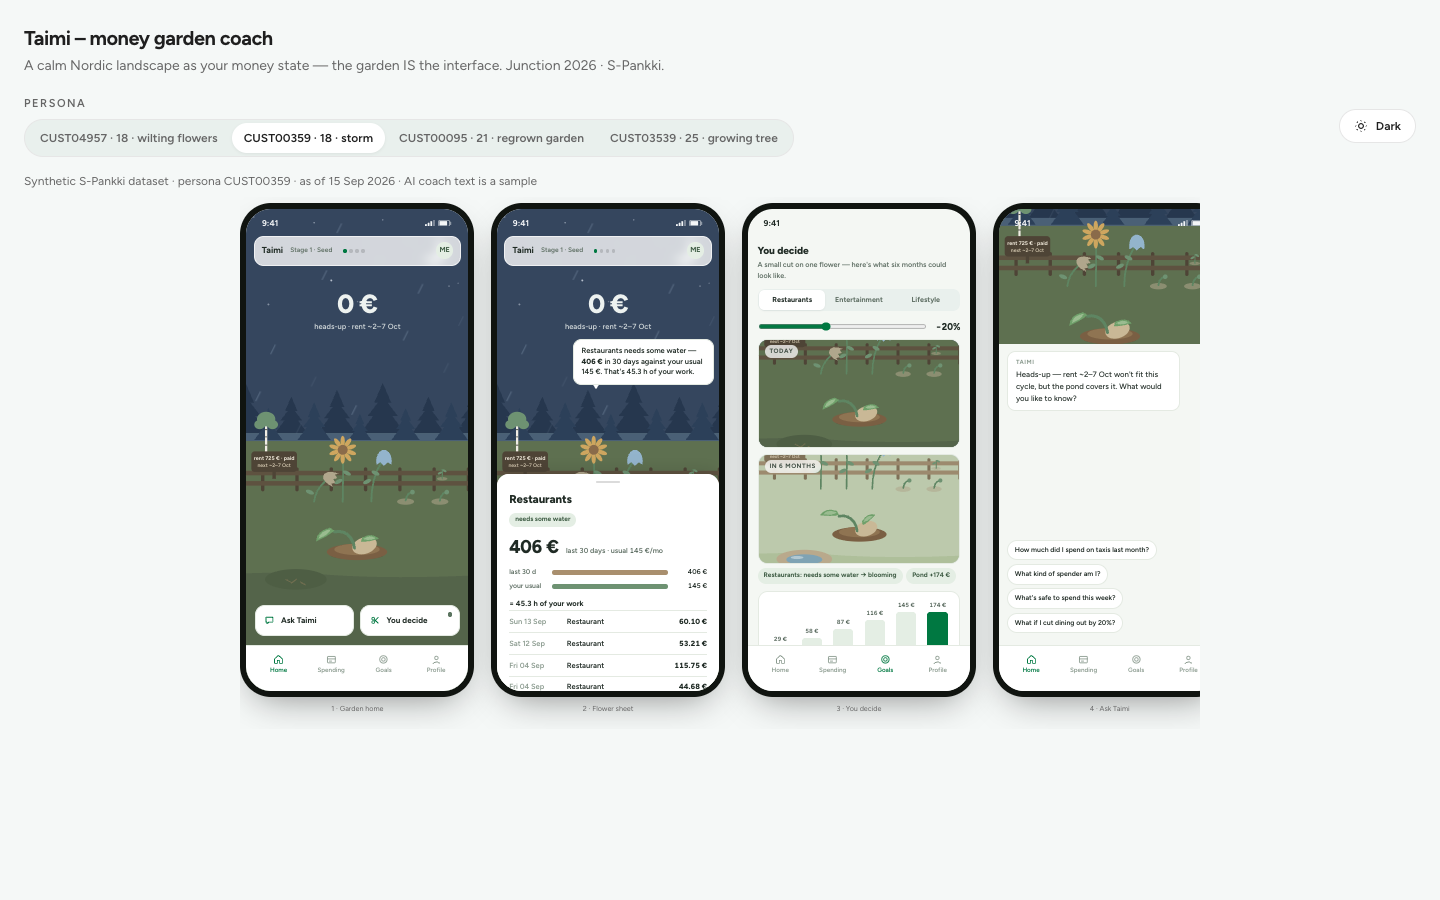 Taimi – money garden coach
A calm Nordic landscape as your money state — the garden IS the interface. Junction 2026 · S-Pankki.
PERSONA
CUST04957 · 18 · wilting flowers
CUST00359 · 18 · storm
CUST00095 · 21 · regrown garden
CUST03539 · 25 · growing tree
Dark
Synthetic S-Pankki dataset · persona CUST00359 · as of 15 Sep 2026 · AI coach text is a sample
9:41
Taimi
Stage 1 · Seed
ME
0 €
heads-up · rent ~2–7 Oct
rent 725 € · paid
next ~2–7 Oct
Ask Taimi
You decide
Home
Spending
Goals
Profile
1 · Garden home
9:41
Taimi
Stage 1 · Seed
ME
0 €
heads-up · rent ~2–7 Oct
Restaurants needs some water —
406 € in 30 days against your usual
145 €. That's 45.3 h of your work.
rent 725 € · paid
next ~2–7 Oct
Restaurants
needs some water
406 € last 30 days · usual 145 €/mo
last 30 d 406 €
your usual 145 €
= 45.3 h of your work
Sun 13 Sep Restaurant 60.10 €
Sat 12 Sep Restaurant 53.21 €
Fri 04 Sep Restaurant 115.75 €
Fri 04 Sep Restaurant 44.68 €
2 · Flower sheet
9:41
You decide
A small cut on one flower — here's what six months could
look like.
Restaurants
Entertainment
Lifestyle
-20%
TODAY
IN 6 MONTHS
Restaurants: needs some water → blooming
Pond +174 €
29 €
58 €
87 €
116 €
145 €
174 €
Home
Spending
Goals
Profile
3 · You decide
9:41
rent 725 € · paid
next ~2–7 Oct
TAIMI
Heads-up — rent ~2–7 Oct won't fit this
cycle, but the pond covers it. What would
you like to know?
How much did I spend on taxis last month?
What kind of spender am I?
What's safe to spend this week?
What if I cut dining out by 20%?
Home
Spending
Goals
Profile
4 · Ask Taimi